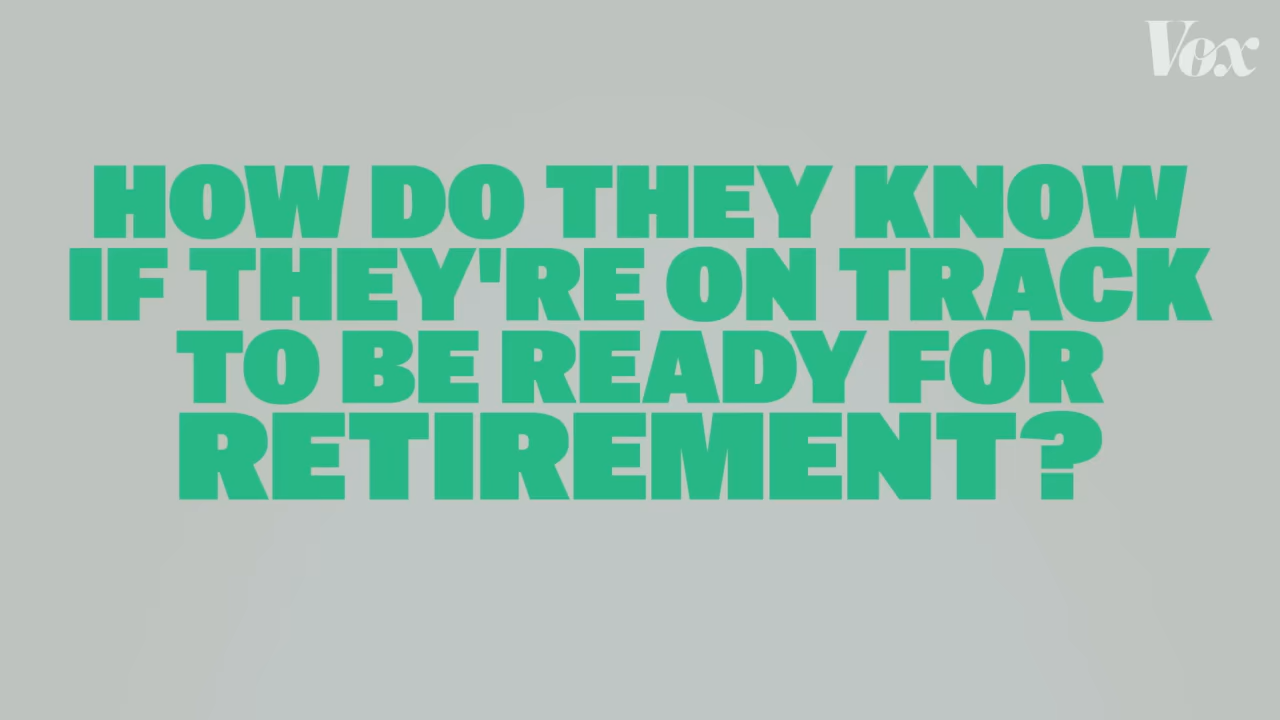 Vox
HOW DO THEY KNOW
IF THEY'RE ON TRACK
TO BE READY FOR
RETIREMENT?